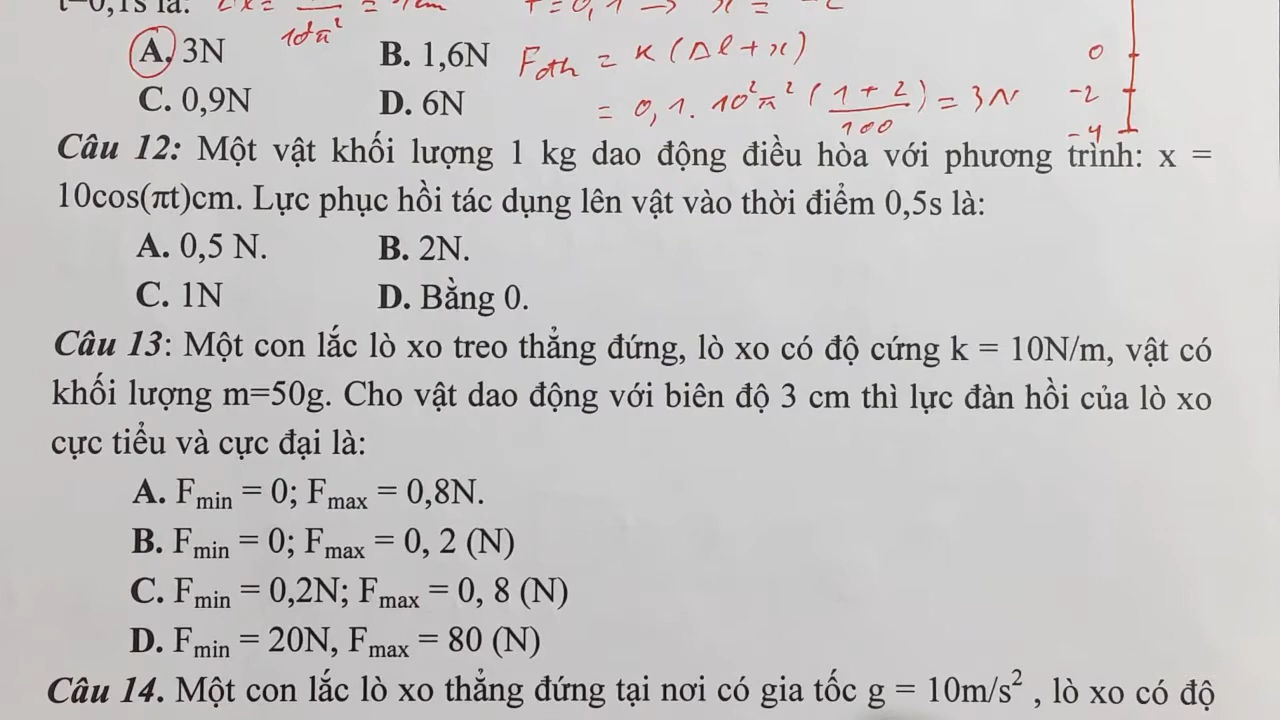 t=0,1s là:
A. 3N B. 1,6N F_đh = K(Δl+x) 0
C. 0,9N D. 6N = 0,1.10²π²(1+2/100) = 3N -2
-4
Câu 12: Một vật khối lượng 1 kg dao động điều hòa với phương trình: x =
10cos(πt)cm. Lực phục hồi tác dụng lên vật vào thời điểm 0,5s là:
A. 0,5 N. B. 2N.
C. 1N D. Bằng 0.
Câu 13: Một con lắc lò xo treo thẳng đứng, lò xo có độ cứng k = 10N/m, vật có
khối lượng m=50g. Cho vật dao động với biên độ 3 cm thì lực đàn hồi của lò xo
cực tiểu và cực đại là:
A. Fmin = 0; Fmax = 0,8N.
B. Fmin = 0; Fmax = 0, 2 (N)
C. Fmin = 0,2N; Fmax = 0, 8 (N)
D. Fmin = 20N, Fmax = 80 (N)
Câu 14. Một con lắc lò xo thẳng đứng tại nơi có gia tốc g = 10m/s² , lò xo có độ